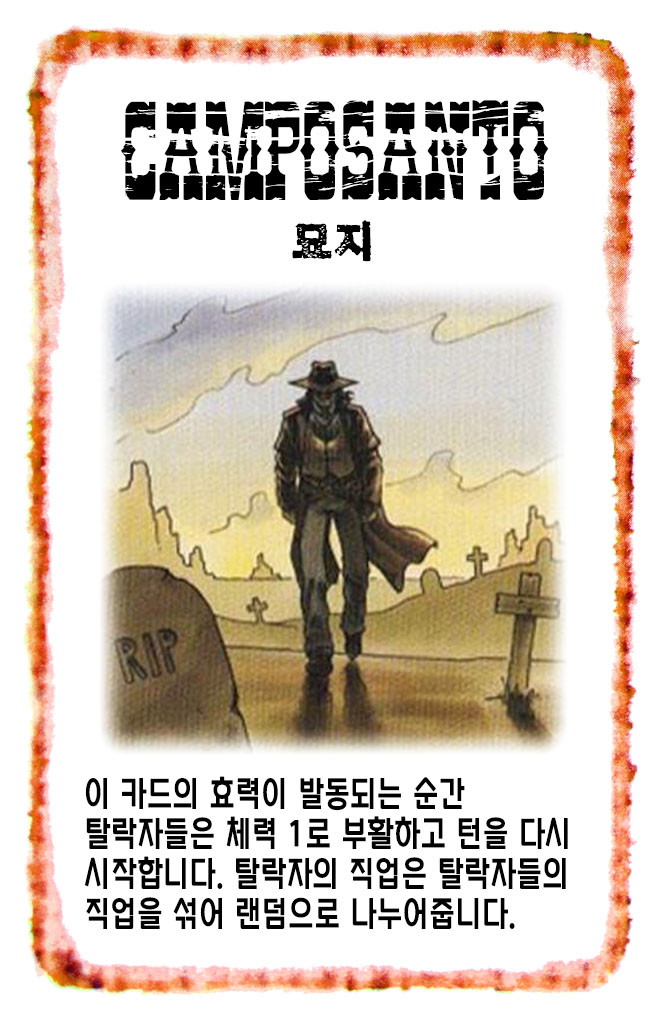 CAMPOSANTO
묘지
RIP
이 카드의 효력이 발동되는 순간
탈락자들은 체력 1로 부활하고 턴을 다시
시작합니다. 탈락자의 직업은 탈락자들의
직업을 섞어 랜덤으로 나누어줍니다.